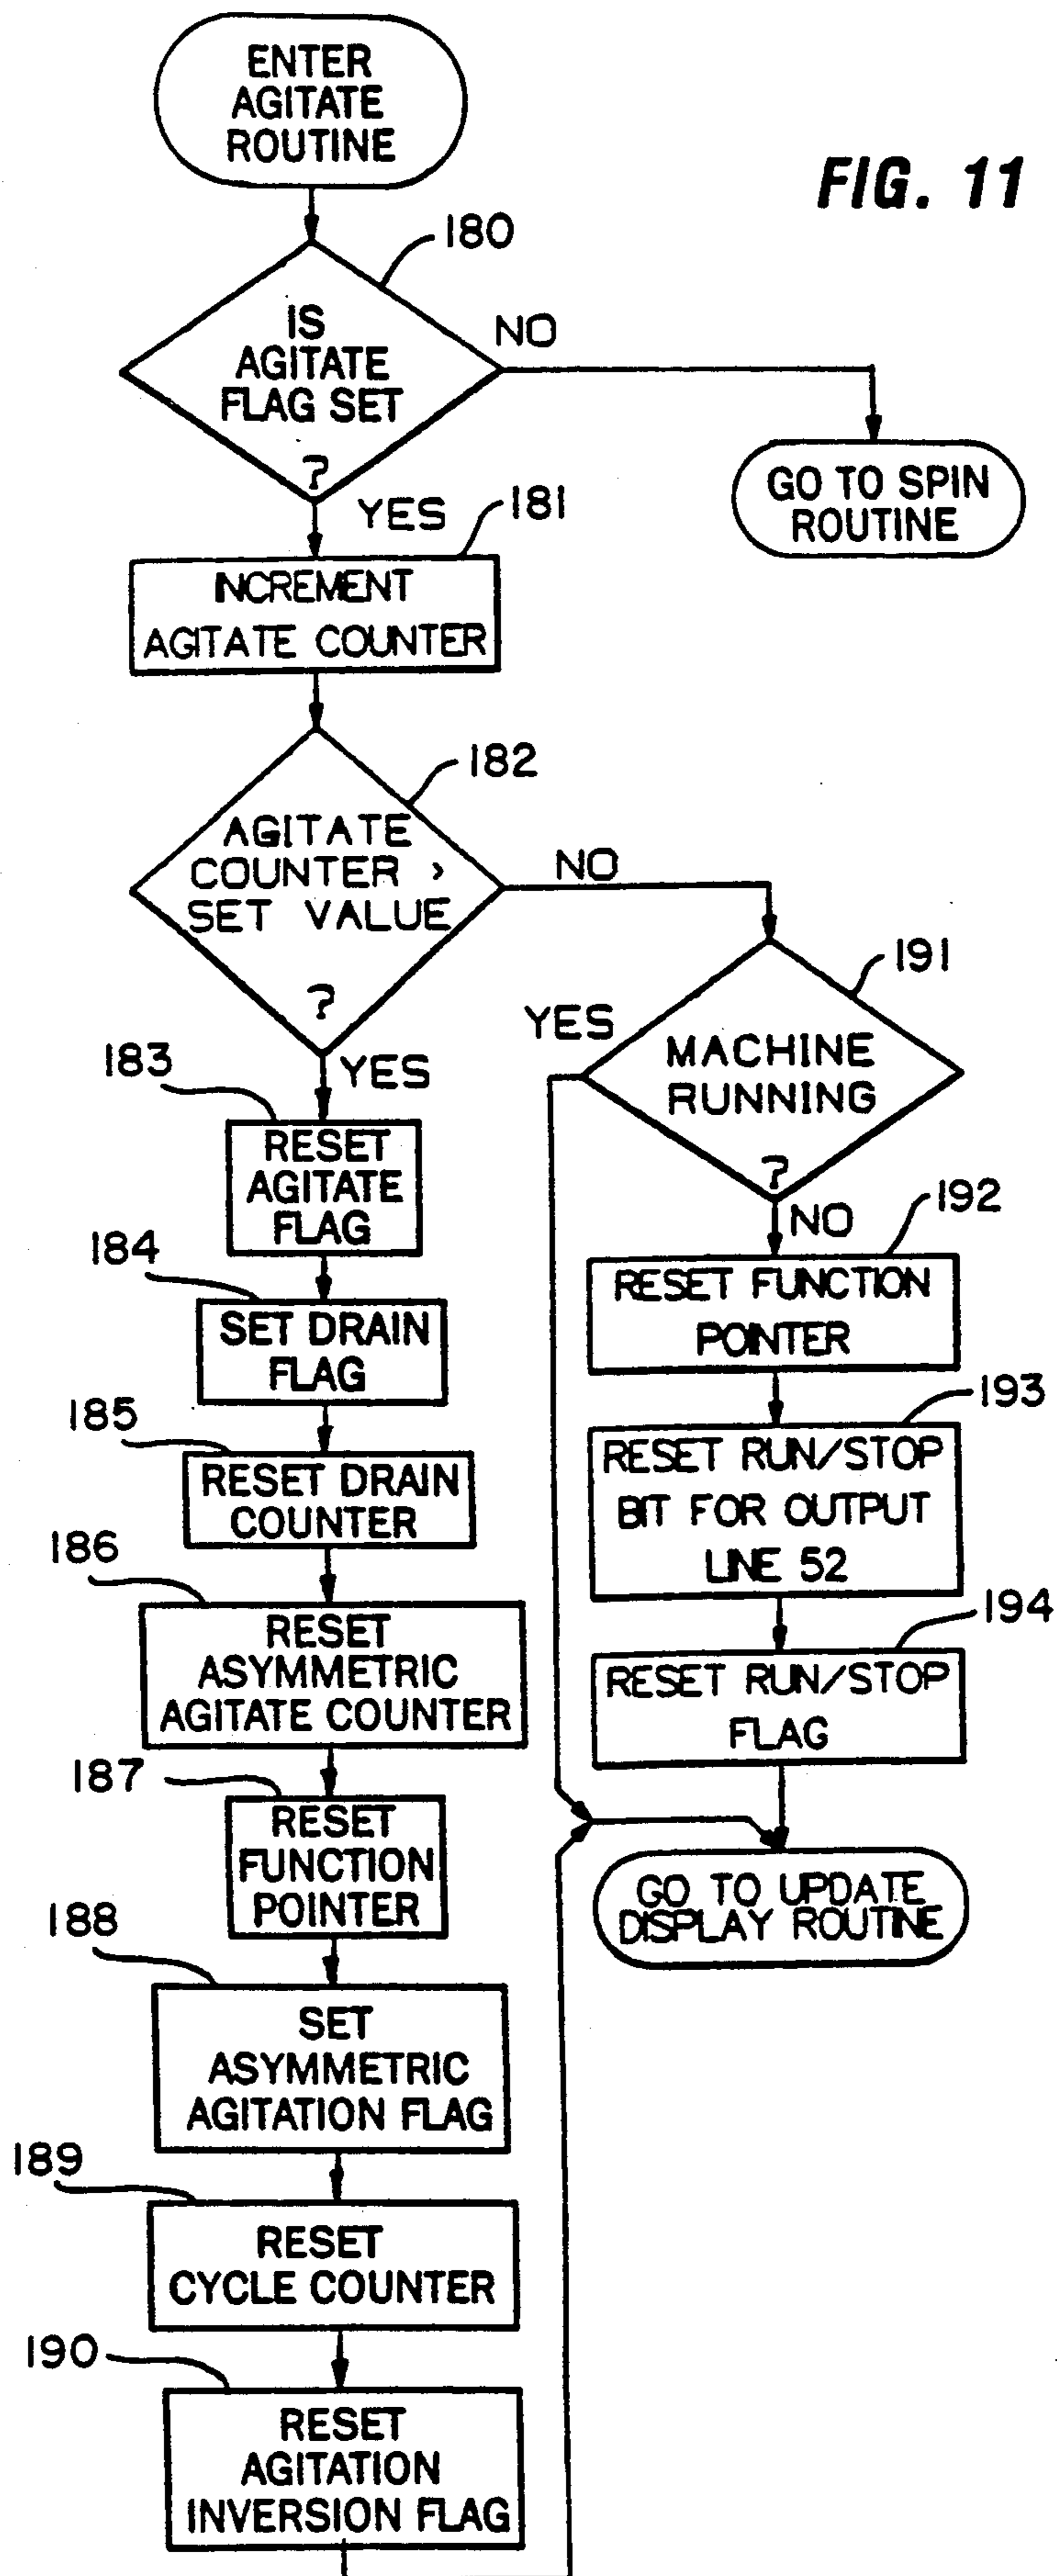 ENTER
AGITATE
ROUTINE
FIG. 11
180
IS
AGITATE
FLAG SET
?
NO
GO TO SPIN
ROUTINE
YES
181
INCREMENT
AGITATE COUNTER
182
AGITATE
COUNTER >
SET VALUE
?
NO
191
YES
MACHINE
RUNNING
?
NO
YES
183
RESET
AGITATE
FLAG
192
RESET FUNCTION
POINTER
184
SET DRAIN
FLAG
193
RESET RUN/STOP
BIT FOR OUTPUT
LINE 52
185
RESET DRAIN
COUNTER
194
RESET RUN/STOP
FLAG
186
RESET
ASYMMETRIC
AGITATE COUNTER
187
RESET
FUNCTION
POINTER
GO TO UPDATE
DISPLAY ROUTINE
188
SET
ASYMMETRIC
AGITATION FLAG
189
RESET
CYCLE COUNTER
190
RESET
AGITATION
INVERSION FLAG